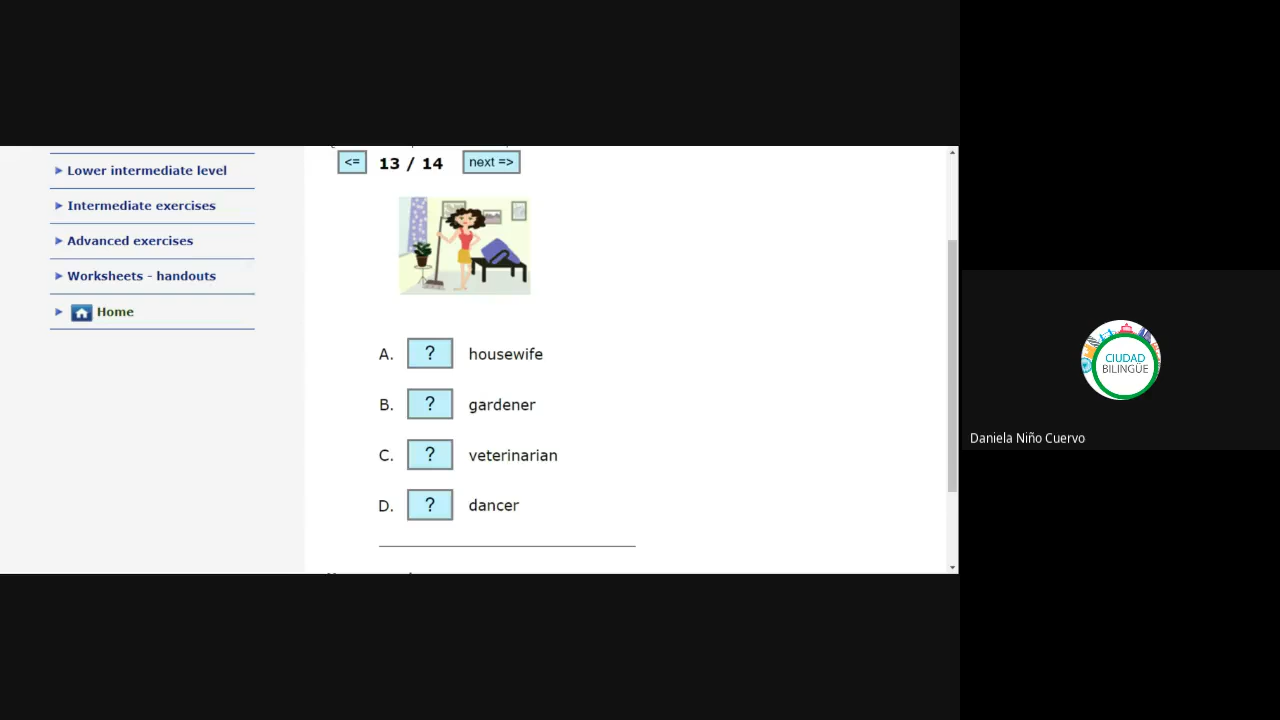 <= 13 / 14 next =>
Lower intermediate level
Intermediate exercises
Advanced exercises
Worksheets - handouts
Home
A. ? housewife
B. ? gardener
C. ? veterinarian
D. ? dancer
CIUDAD
BILINGÜE
Daniela Niño Cuervo